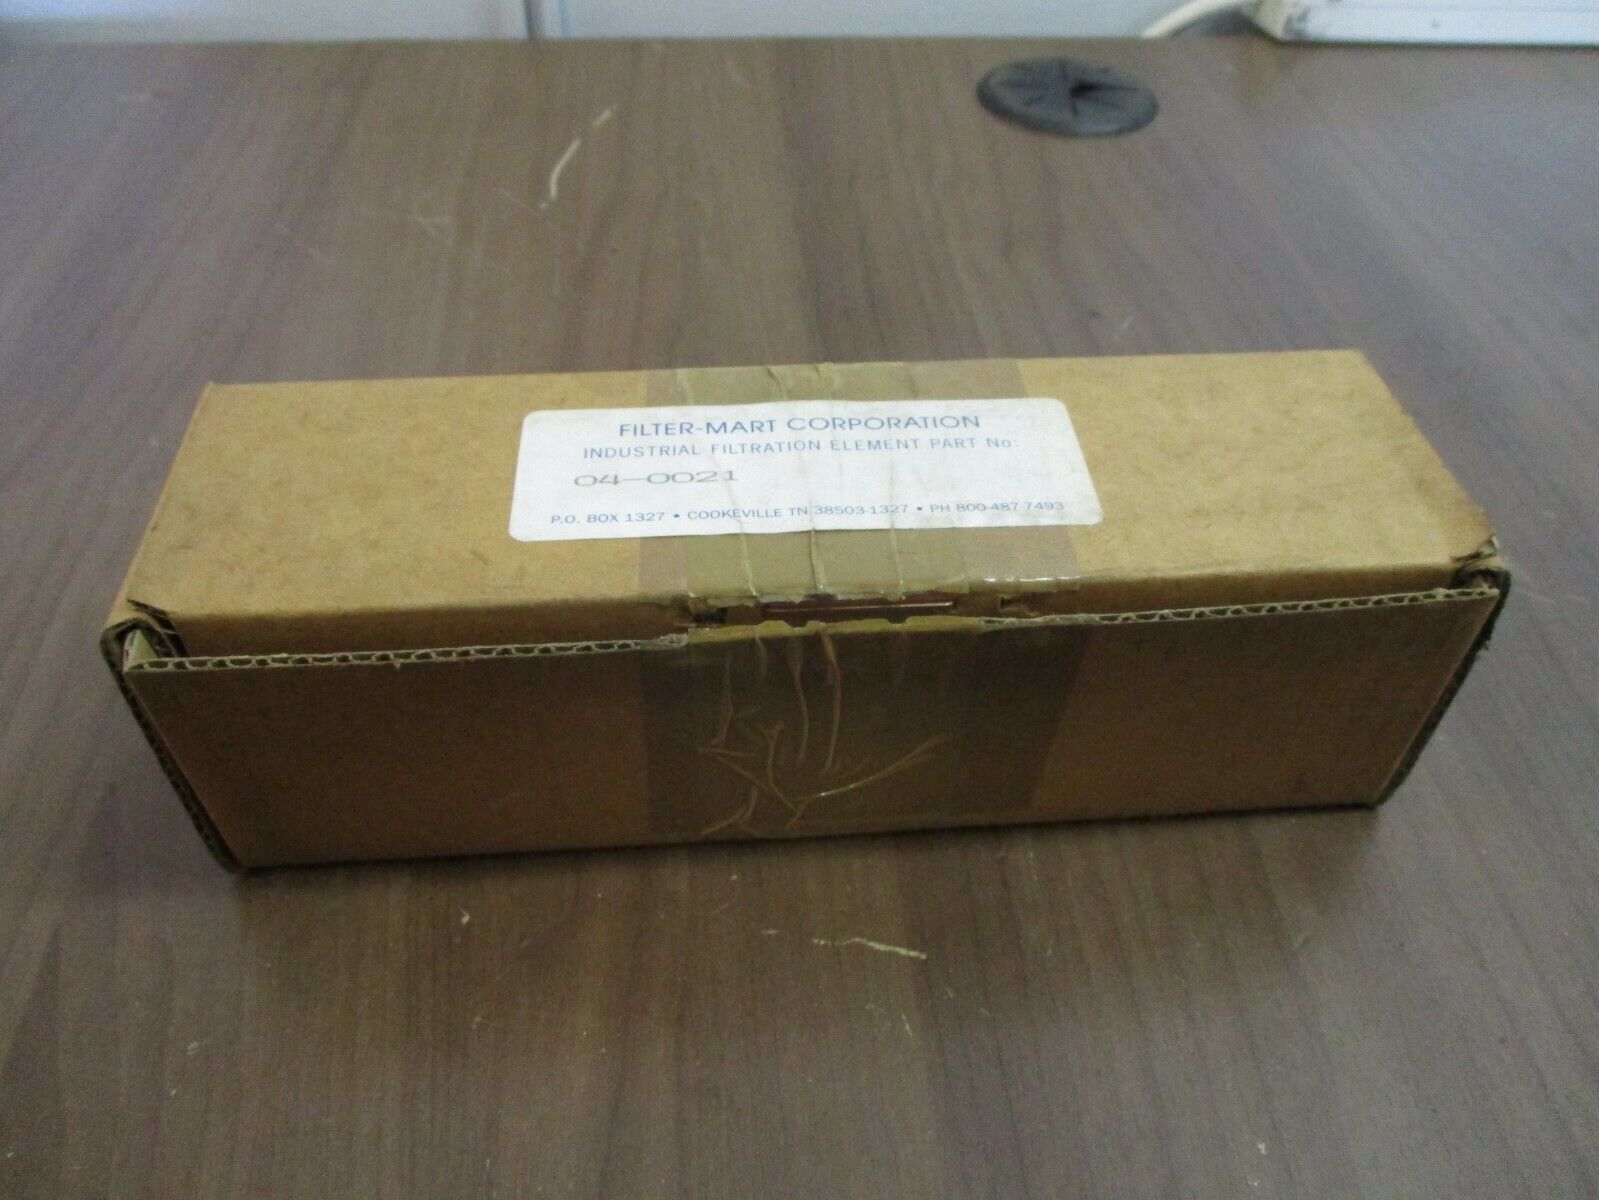 FILTER-MART CORPORATION
INDUSTRIAL FILTRATION ELEMENT PART No:
04-0021
P.O. BOX 1327 • COOKEVILLE TN 38503-1327 • PH 800-487-7493